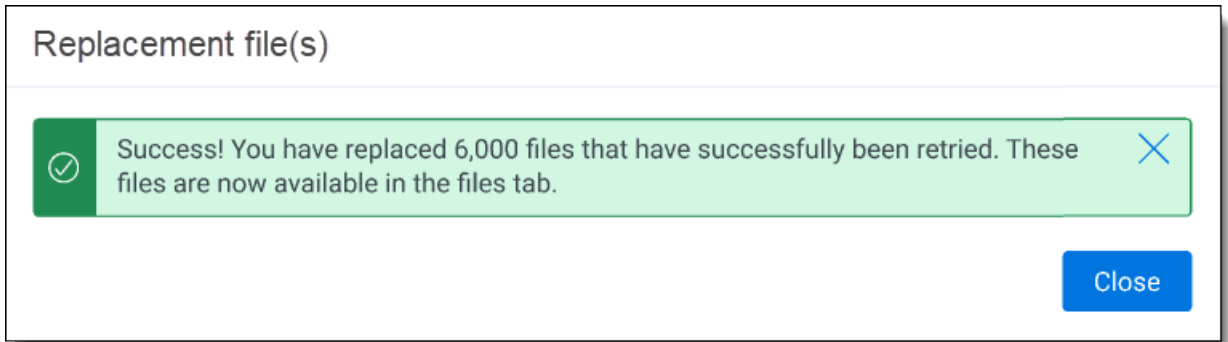 Replacement file(s)
Success! You have replaced 6,000 files that have successfully been retried. These
files are now available in the files tab.
Close